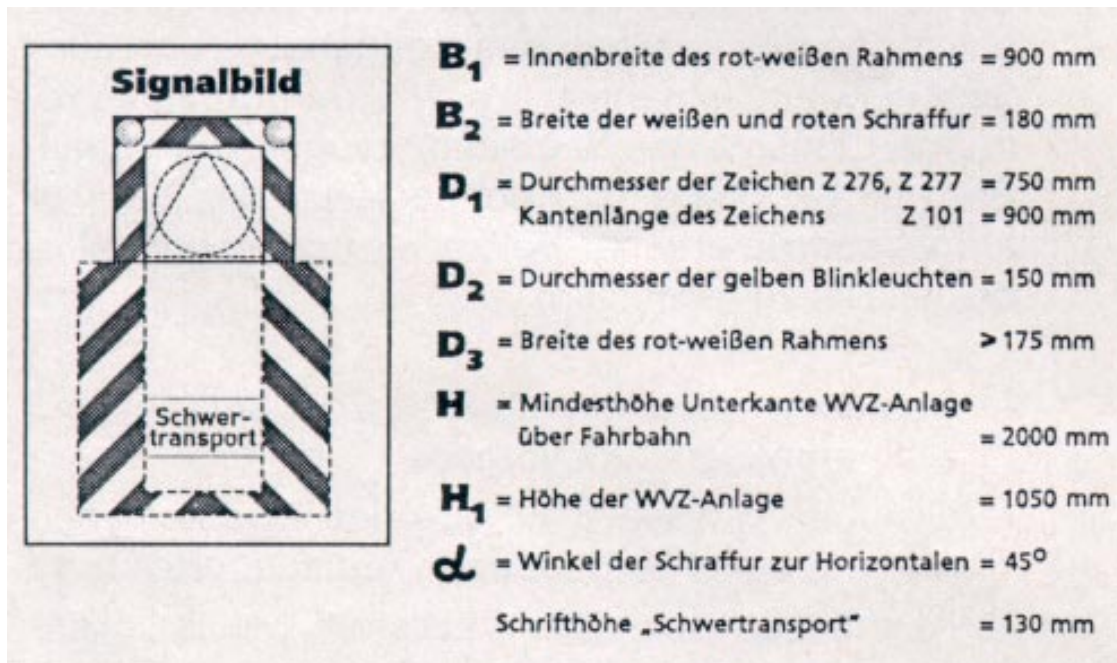 Signalbild
Schwer-
transport
B1 = Innenbreite des rot-weißen Rahmens = 900 mm
B2 = Breite der weißen und roten Schraffur = 180 mm
D1 = Durchmesser der Zeichen Z 276, Z 277 = 750 mm
Kantenlänge des Zeichens Z 101 = 900 mm
D2 = Durchmesser der gelben Blinkleuchten = 150 mm
D3 = Breite des rot-weißen Rahmens > 175 mm
H = Mindesthöhe Unterkante WVZ-Anlage
über Fahrbahn = 2000 mm
H1 = Höhe der WVZ-Anlage = 1050 mm
α = Winkel der Schraffur zur Horizontalen = 45°
Schrifthöhe „Schwertransport" = 130 mm